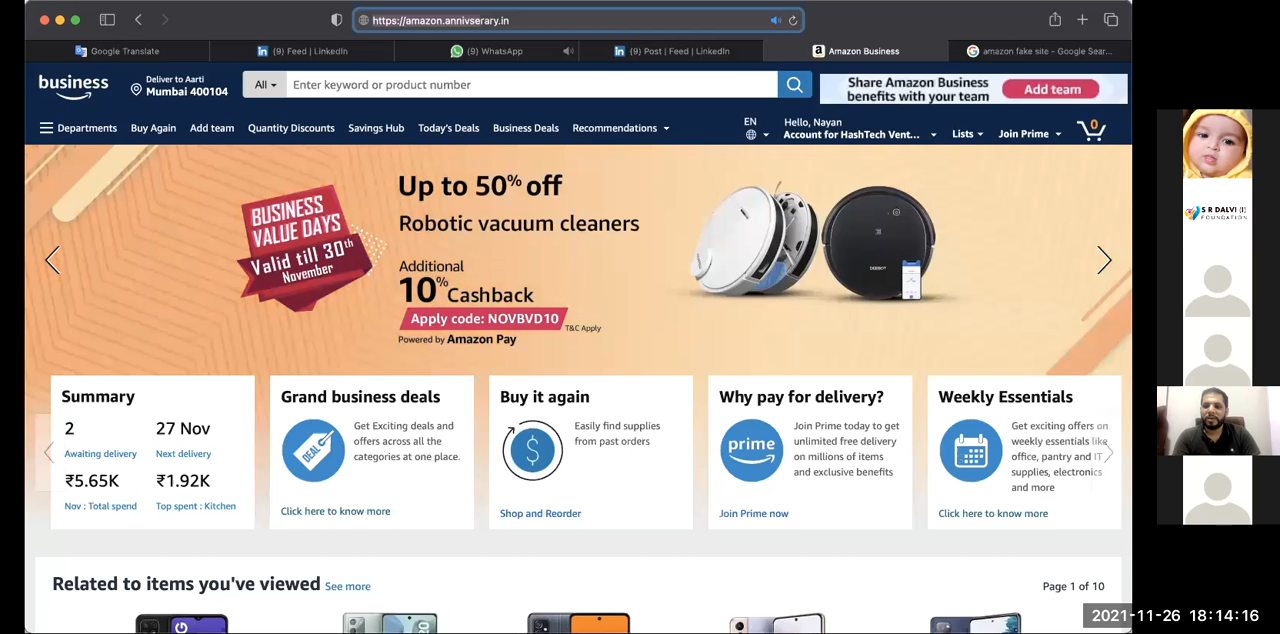 https://amazon.annivserary.in
Google Translate
(9) Feed | LinkedIn
(9) WhatsApp
(9) Post | Feed | LinkedIn
Amazon Business
amazon fake site - Google Sear...
business
Deliver to Aarti
Mumbai 400104
All
Enter keyword or product number
Share Amazon Business
benefits with your team
Add team
Departments
Buy Again
Add team
Quantity Discounts
Savings Hub
Today's Deals
Business Deals
Recommendations
EN
Hello, Nayan
Account for HashTech Vent...
Lists
Join Prime
0
BUSINESS
VALUE DAYS
Valid till 30th
November
Up to 50% off
Robotic vacuum cleaners
Additional
10% Cashback
Apply code: NOVBVD10
T&C Apply
Powered by Amazon Pay
S R DALVI (I)
FOUNDATION
Summary
2
27 Nov
Awaiting delivery
Next delivery
₹5.65K
₹1.92K
Nov : Total spend
Top spent : Kitchen
Grand business deals
DEAL
Get Exciting deals and
offers across all the
categories at one place.
Click here to know more
Buy it again
Easily find supplies
from past orders
Shop and Reorder
Why pay for delivery?
prime
Join Prime today to get
unlimited free delivery
on millions of items
and exclusive benefits
Join Prime now
Weekly Essentials
Get exciting offers on
weekly essentials like
office, pantry and IT
supplies, electronics
and more
Click here to know more
Related to items you've viewed
See more
Page 1 of 10
2021-11-26 18:14:16